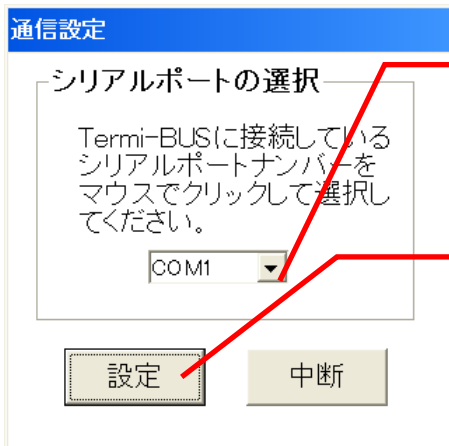 通信設定
シリアルポートの選択
Termi-BUSに接続している
シリアルポートナンバーを
マウスでクリックして選択し
てください。
COM1
設定
中断